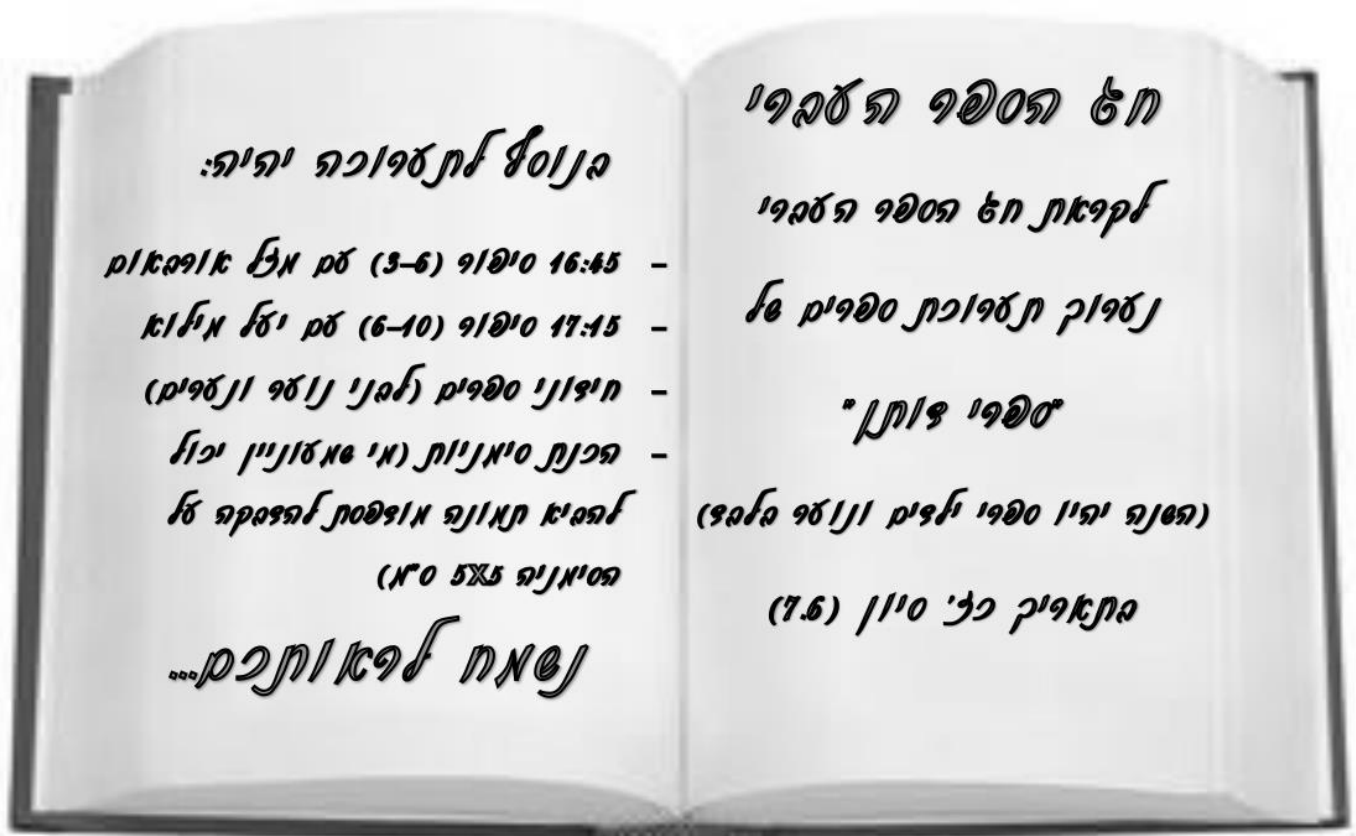 חג הספר העברי
לקראת חג הספר העברי
נערוך תערוכת ספרים של
"ספרי דותן"
(השנה יהיו ספרי ילדים ונוער בלבד)
בתאריך כז' סיון (7.6)
בנוסף לתערוכה יהיה:
- 16:45 סיפור (3-6) עם מזל אורבאום
- 17:15 סיפור (6-10) עם יעל מילוא
- חידוני ספרים (לבני נוער ונערים)
- הכנת סימניות (מי שמעוניין יכול
להביא תמונה מודפסת להדבקה על
הסימניה 5X5 ס"מ)
נשמח לראותכם...